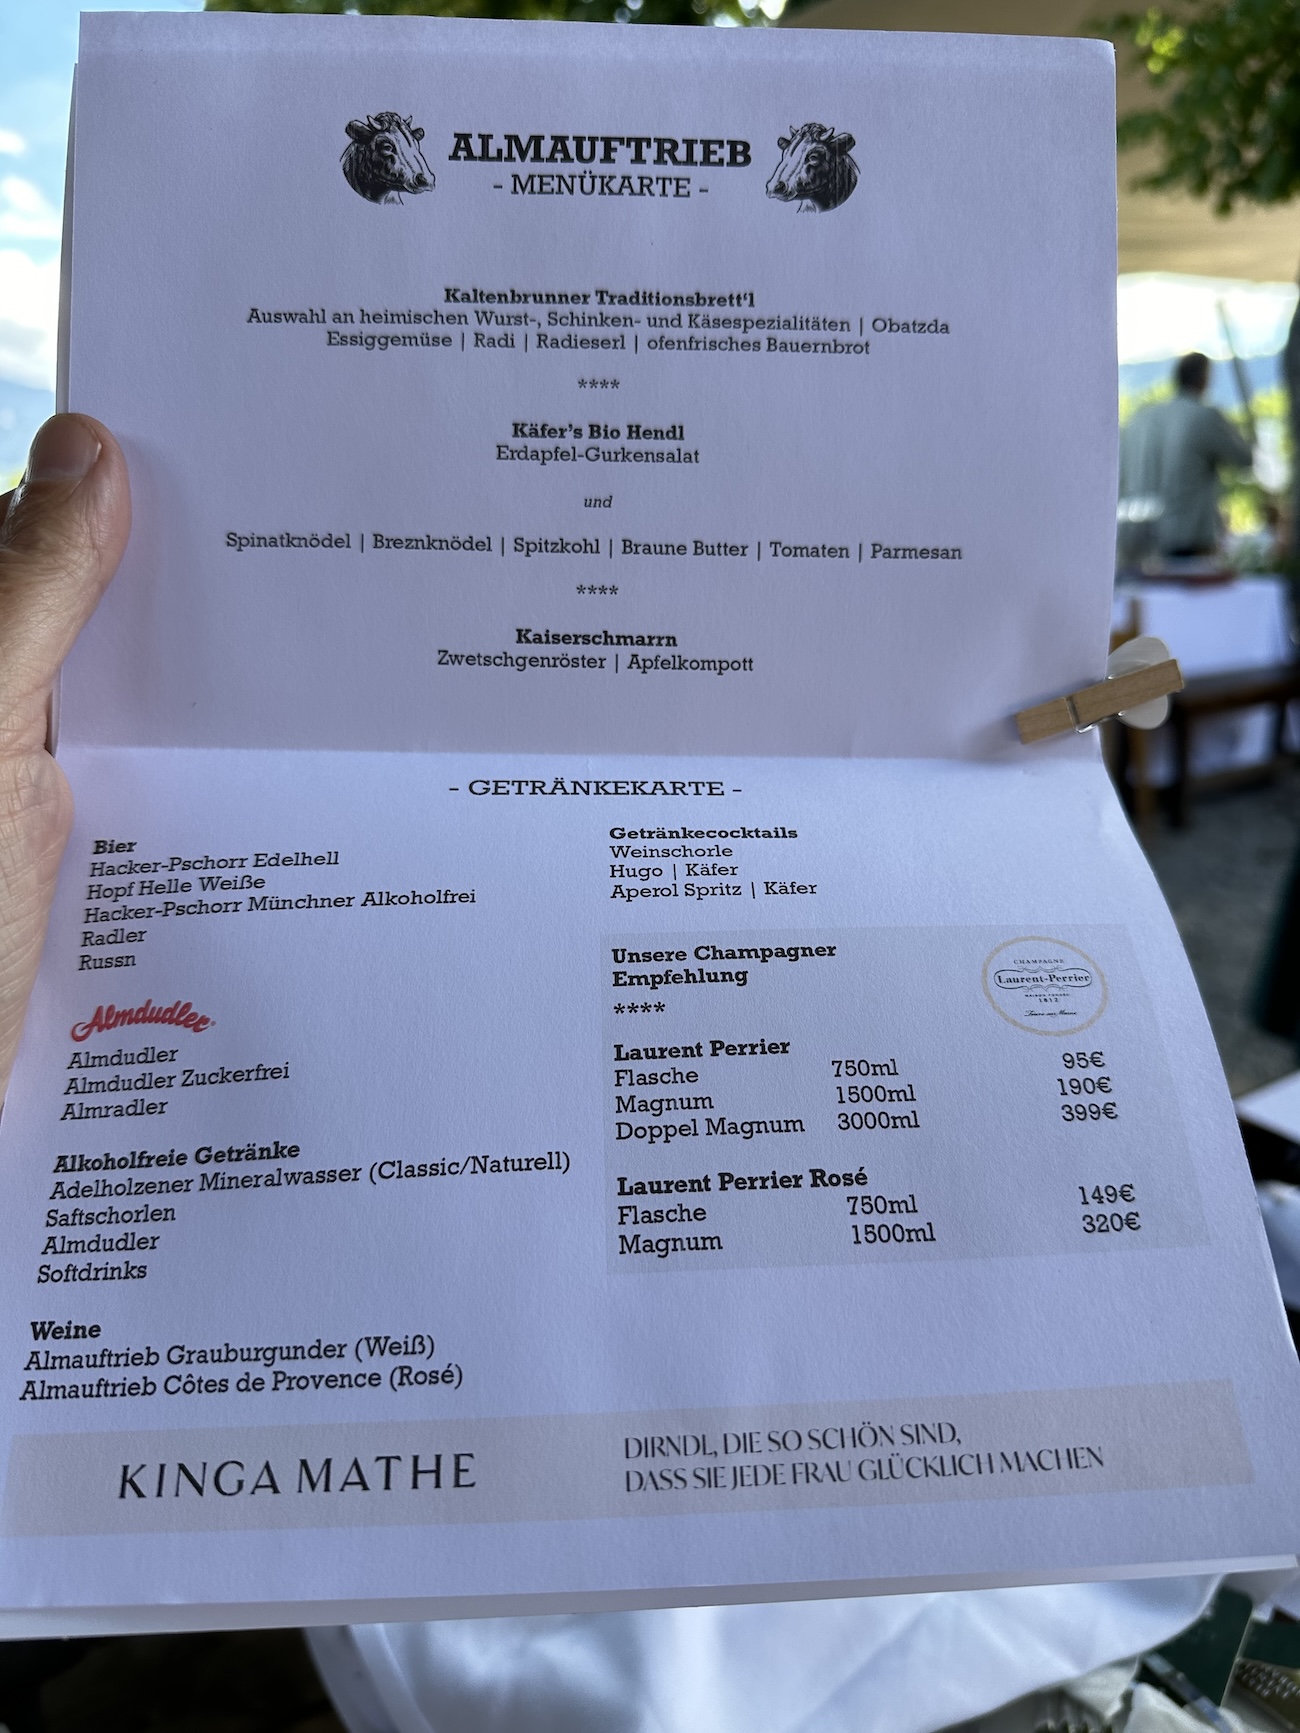 ALMAUFTRIEB
- MENÜKARTE -
Kaltenbrunner Traditionsbrett‘l
Auswahl an heimischen Wurst-, Schinken- und Käsespezialitäten | Obatzda
Essiggemüse | Radi | Radieserl | ofenfrisches Bauernbrot
****
Käfer’s Bio Hendl
Erdapfel-Gurkensalat
und
Spinatknödel | Breznknödel | Spitzkohl | Braune Butter | Tomaten | Parmesan
****
Kaiserschmarrn
Zwetschgenröster | Apfelkompott
- GETRÄNKEKARTE -
Bier
Hacker-Pschorr Edelhell
Hopf Helle Weiße
Hacker-Pschorr Münchner Alkoholfrei
Radler
Russn
Almdudler
Almdudler
Almdudler Zuckerfrei
Almradler
Alkoholfreie Getränke
Adelholzener Mineralwasser (Classic/Naturell)
Saftschorlen
Almdudler
Softdrinks
Weine
Almauftrieb Grauburgunder (Weiß)
Almauftrieb Côtes de Provence (Rosé)
Getränkecocktails
Weinschorle
Hugo | Käfer
Aperol Spritz | Käfer
Unsere Champagner
Empfehlung
****
CHAMPAGNE
Laurent-Perrier
MAISON FONDÉE
1812
Tours-sur-Marne
Laurent Perrier
Flasche 750ml 95€
Magnum 1500ml 190€
Doppel Magnum 3000ml 399€
Laurent Perrier Rosé
Flasche 750ml 149€
Magnum 1500ml 320€
KINGA MATHE
DIRNDL, DIE SO SCHÖN SIND,
DASS SIE JEDE FRAU GLÜCKLICH MACHEN